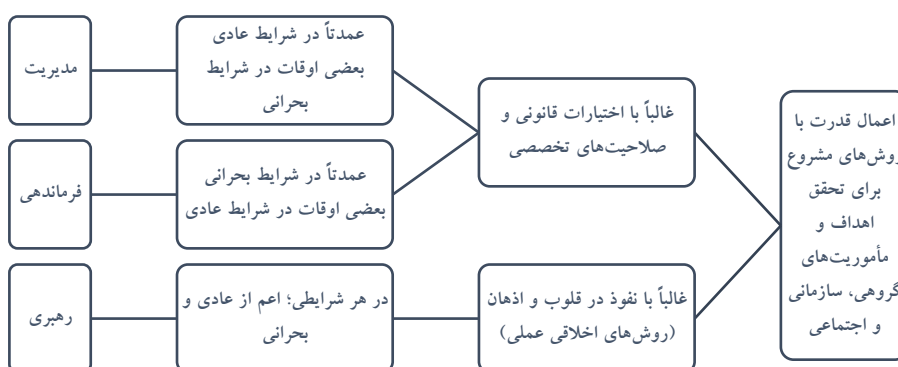 اعمال قدرت با
روش‌های مشروع
برای تحقق
اهداف و
مأموریت‌های
گروهی، سازمانی
و اجتماعی
غالباً با اختیارات قانونی و
صلاحیت‌های تخصصی
عمدتاً در شرایط عادی
بعضی اوقات در شرایط
بحرانی
مدیریت
عمدتاً در شرایط بحرانی
بعضی اوقات در شرایط عادی
فرماندهی
غالباً با نفوذ در قلوب و اذهان
(روش‌های اخلاقی عملی)
در هر شرایطی؛ اعم از عادی و
بحرانی
رهبری